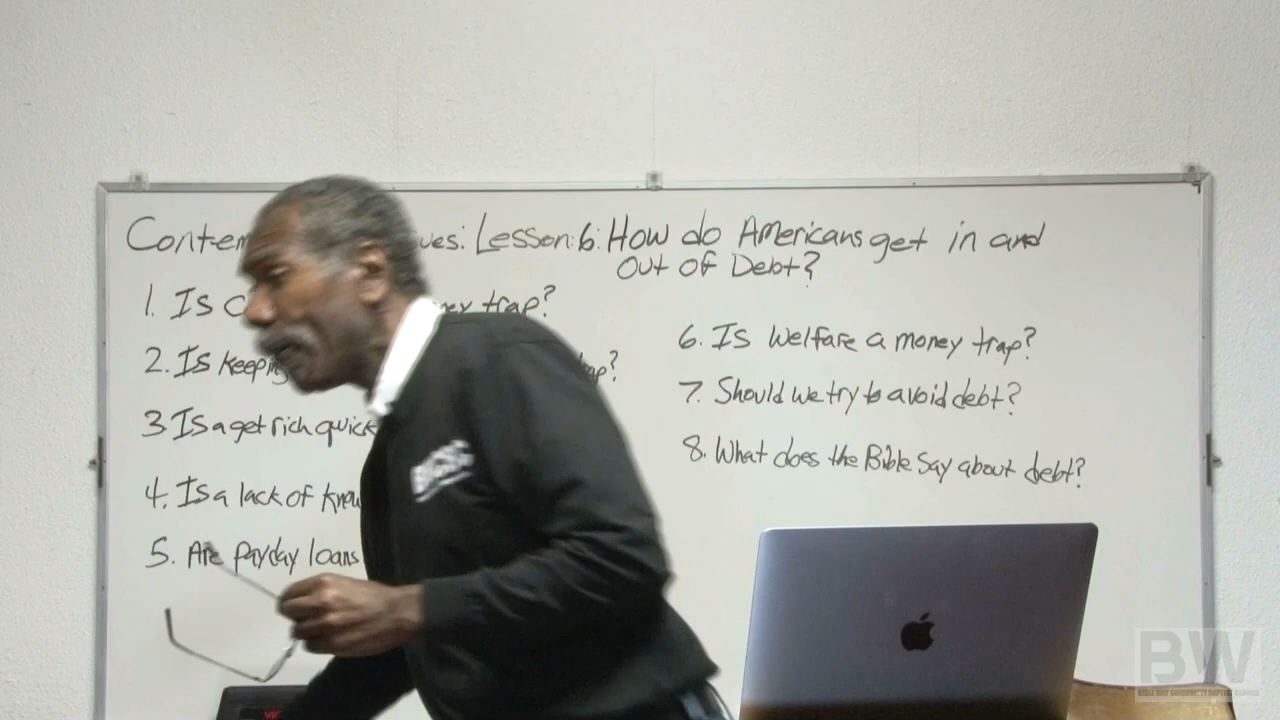 Contem ues: Lesson: 6: How do Americans get in and
out of Debt?
1. Is C ey trap?
2. Is keeping ap?
3 Is a get rich quick
4. Is a lack of know
5. Are payday loans
6. Is Welfare a money trap?
7. Should we try to avoid debt?
8. What does the Bible Say about debt?
BW